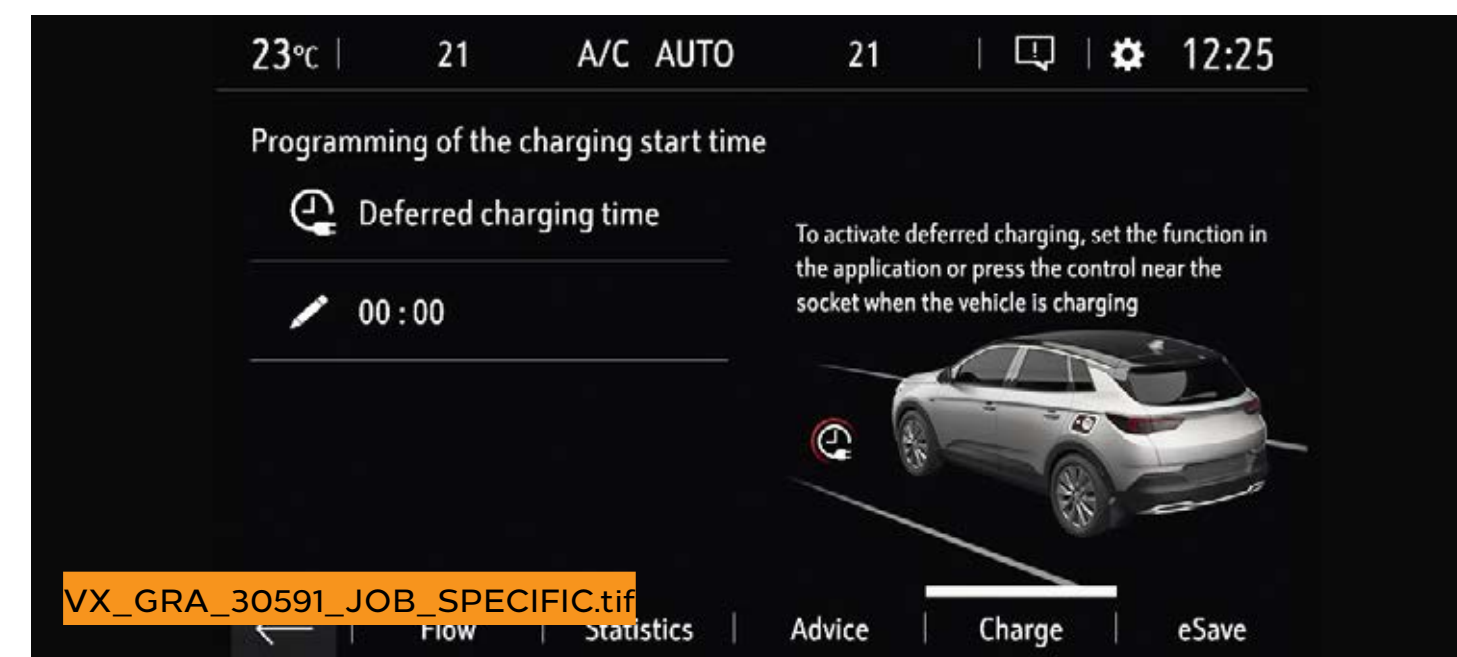 23°C 21 A/C AUTO 21 12:25
Programming of the charging start time
Deferred charging time
To activate deferred charging, set the function in
the application or press the control near the
socket when the vehicle is charging
00 : 00
VX_GRA_30591_JOB_SPECIFIC.tif
Flow Statistics Advice Charge eSave